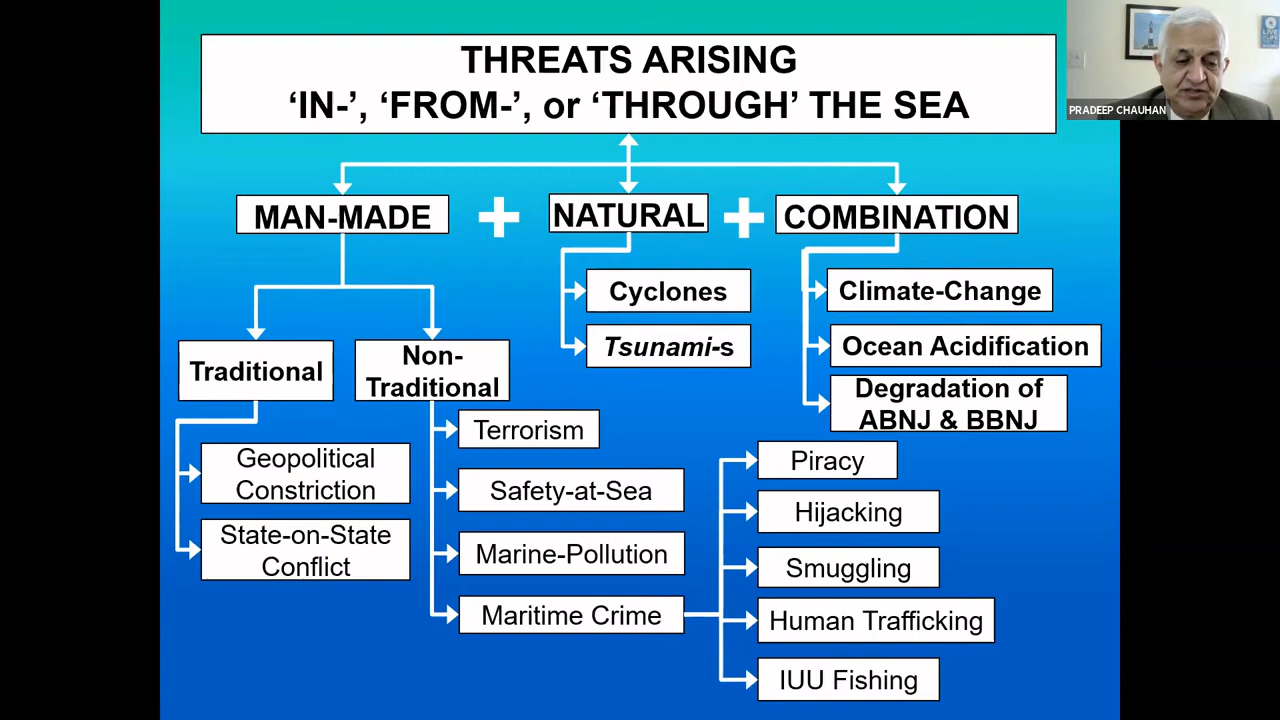 THREATS ARISING
‘IN-’, ‘FROM-’, or ‘THROUGH’ THE SEA
PRADEEP CHAUHAN
MAN-MADE
NATURAL
COMBINATION
Cyclones
Tsunami-s
Climate-Change
Ocean Acidification
Degradation of
ABNJ & BBNJ
Traditional
Non-
Traditional
Geopolitical
Constriction
State-on-State
Conflict
Terrorism
Safety-at-Sea
Marine-Pollution
Maritime Crime
Piracy
Hijacking
Smuggling
Human Trafficking
IUU Fishing